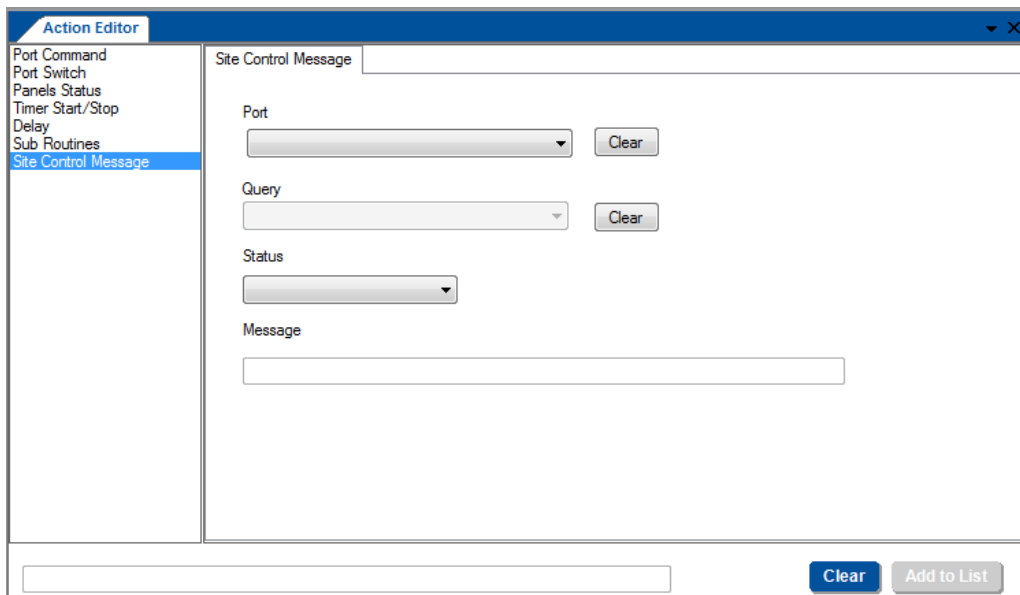 Action Editor
Port Command
Port Switch
Panels Status
Timer Start/Stop
Delay
Sub Routines
Site Control Message
Site Control Message
Port
Clear
Query
Clear
Status
Message
Clear
Add to List